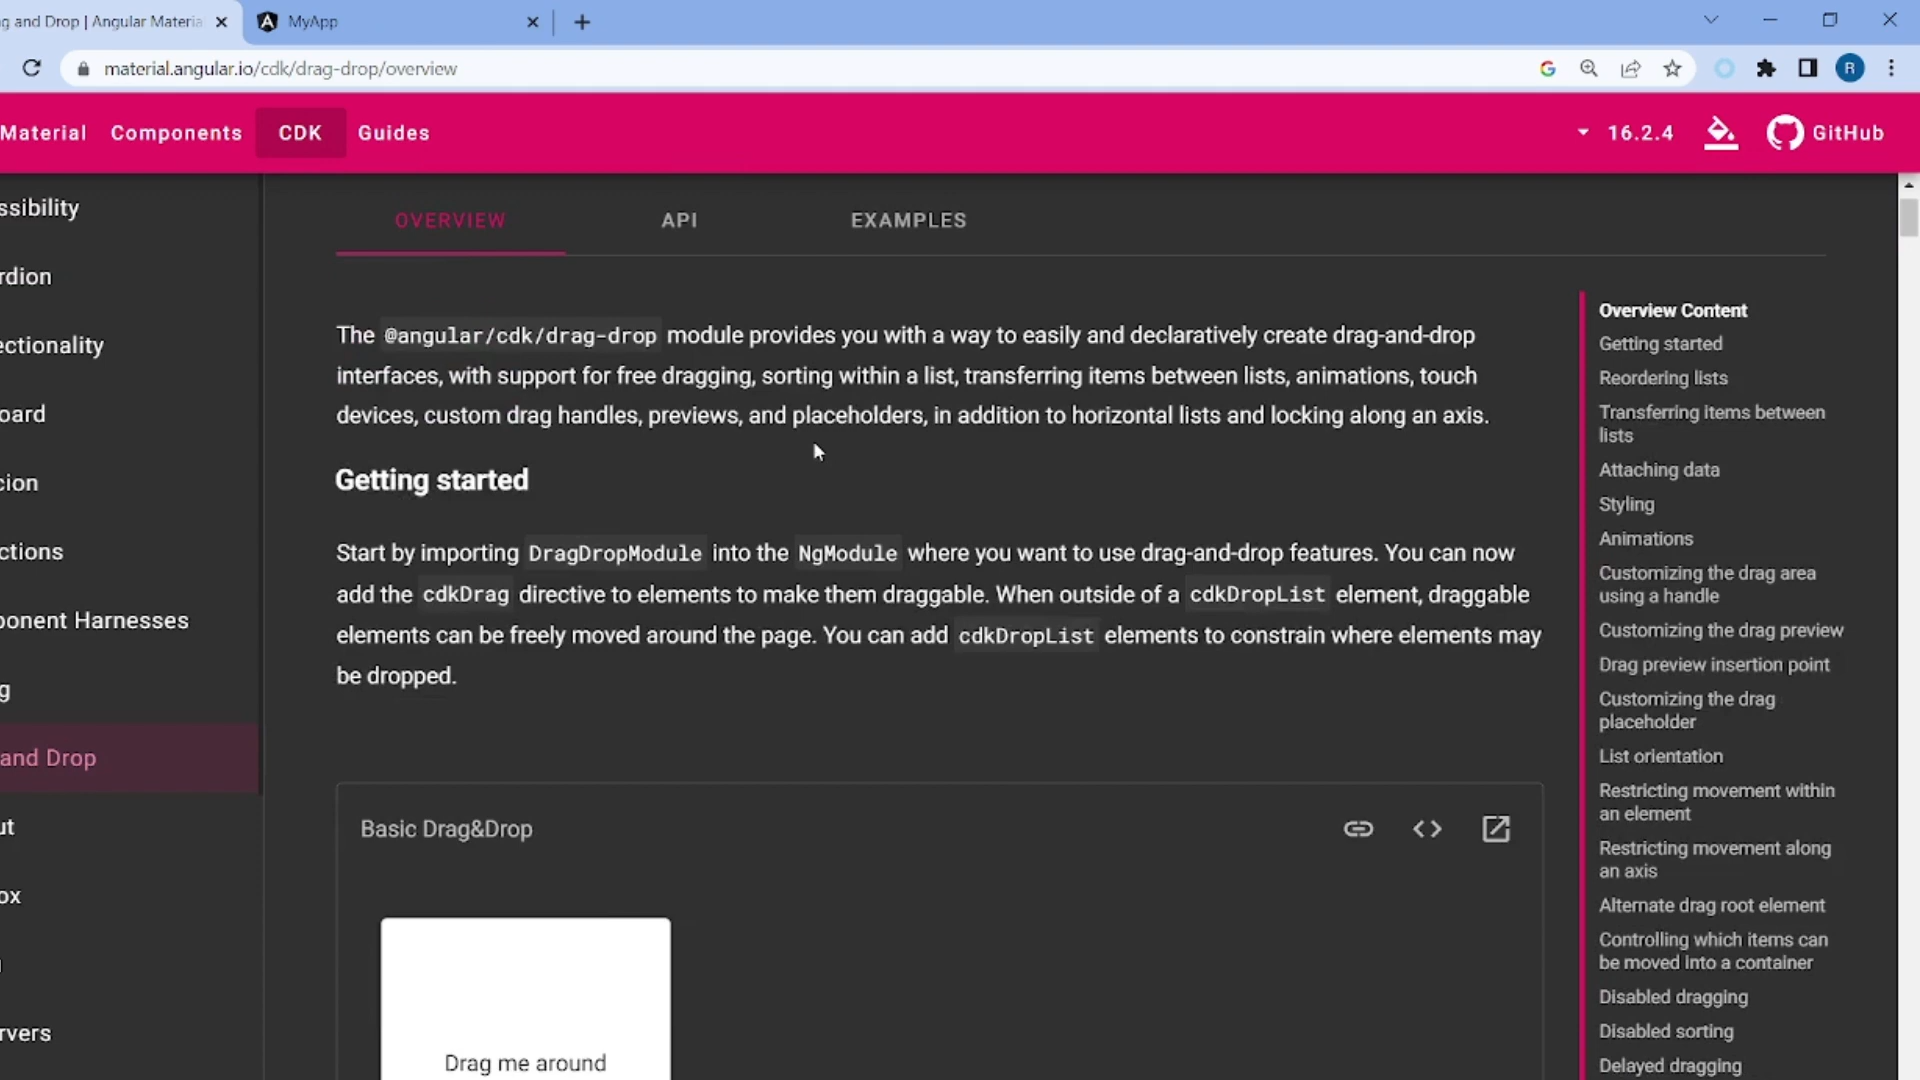 g and Drop | Angular Materia
MyApp
material.angular.io/cdk/drag-drop/overview
R
Material
Components
CDK
Guides
16.2.4
GitHub
ssibility
rdion
ectionality
oard
cion
ctions
ponent Harnesses
g
and Drop
ut
ox
rvers
OVERVIEW
API
EXAMPLES
The @angular/cdk/drag-drop module provides you with a way to easily and declaratively create drag-and-drop
interfaces, with support for free dragging, sorting within a list, transferring items between lists, animations, touch
devices, custom drag handles, previews, and placeholders, in addition to horizontal lists and locking along an axis.
Getting started
Start by importing DragDropModule into the NgModule where you want to use drag-and-drop features. You can now
add the cdkDrag directive to elements to make them draggable. When outside of a cdkDropList element, draggable
elements can be freely moved around the page. You can add cdkDropList elements to constrain where elements may
be dropped.
Basic Drag&Drop
Drag me around
Overview Content
Getting started
Reordering lists
Transferring items between
lists
Attaching data
Styling
Animations
Customizing the drag area
using a handle
Customizing the drag preview
Drag preview insertion point
Customizing the drag
placeholder
List orientation
Restricting movement within
an element
Restricting movement along
an axis
Alternate drag root element
Controlling which items can
be moved into a container
Disabled dragging
Disabled sorting
Delayed dragging